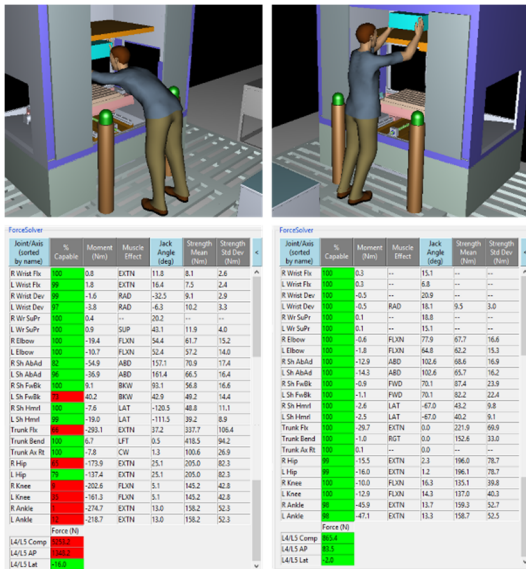 ForceSolver
Joint/Axis (sorted by name) % Capable Moment (Nm) Muscle Effect Jack Angle (deg) Strength Mean (Nm) Strength Std Dev (Nm) <
R Wrist Flx 100 0.8 EXTN 11.8 8.1 2.6
L Wrist Flx 99 1.8 EXTN 16.4 7.5 2.4
R Wrist Dev 99 -1.6 RAD -32.5 9.1 2.9
L Wrist Dev 97 -3.8 RAD -6.3 10.2 3.3
R Wr SuPr 100 0.4 -- 20.2 --
L Wr SuPr 100 0.9 SUP 43.1 11.9 4.0
R Elbow 100 -19.4 FLXN 54.4 61.7 15.2
L Elbow 100 -10.7 FLXN 52.4 57.2 14.0
R Sh AbAd 82 -54.9 ABD 157.1 70.9 17.4
L Sh AbAd 96 -36.9 ABD 161.4 66.5 16.4
R Sh FwBk 100 9.1 BKW 93.1 56.8 16.6
L Sh FwBk 40.2 BKW 42.9 49.2 14.4
R Sh Hmrl 100 -7.6 LAT -120.5 48.8 11.1
L Sh Hmrl 99 -19.0 LAT -111.5 39.2 8.9
Trunk Flx -293.1 EXTN 37.2 337.7 106.4
Trunk Bend 100 6.7 LFT 0.5 418.5 94.2
Trunk Ax Rt 100 -7.8 CW 1.3 100.6 26.9
R Hip -173.9 EXTN 25.1 205.0 82.3
L Hip 79 -137.4 EXTN 25.1 205.0 82.3
R Knee -202.6 FLXN 5.1 145.2 42.8
L Knee -161.3 FLXN 5.1 145.2 42.8
R Ankle -274.7 EXTN 13.0 158.2 52.3
L Ankle -218.7 EXTN 13.0 158.2 52.3
Force (N)
L4/L5 Comp
L4/L5 AP
L4/L5 Lat -16.0
ForceSolver
Joint/Axis (sorted by name) % Capable Moment (Nm) Muscle Effect Jack Angle (deg) Strength Mean (Nm) Strength Std Dev (Nm) <
R Wrist Flx 100 0.3 -- 15.1 --
L Wrist Flx 100 0.3 -- 6.8 --
R Wrist Dev 100 -0.5 -- 20.9 --
L Wrist Dev 100 -0.5 RAD 18.1 9.5 3.0
R Wr SuPr 100 0.1 -- 18.8 --
L Wr SuPr 100 0.1 -- 15.1 --
R Elbow 100 -0.6 FLXN 77.9 67.7 16.6
L Elbow 100 -1.8 FLXN 64.8 62.2 15.3
R Sh AbAd 100 -12.9 ABD 102.6 68.6 16.9
L Sh AbAd 100 -14.3 ABD 102.6 65.7 16.2
R Sh FwBk 100 -0.9 FWD 70.1 87.4 23.9
L Sh FwBk 100 -1.1 FWD 70.1 82.2 22.4
R Sh Hmrl 100 -2.6 LAT -67.0 43.2 9.8
L Sh Hmrl 100 -2.5 LAT -67.0 40.2 9.1
Trunk Flx 100 -29.7 EXTN 0.0 221.9 69.9
Trunk Bend 100 -1.0 RGT 0.0 152.6 33.0
Trunk Ax Rt 100 0.1 -- 0.0 --
R Hip 99 -15.5 EXTN 2.3 196.0 78.7
L Hip 99 -16.0 EXTN 1.2 196.1 78.7
R Knee 100 -10.0 FLXN 16.3 135.1 39.8
L Knee 100 -12.9 FLXN 14.3 137.0 40.3
R Ankle 98 -45.9 EXTN 13.7 159.3 52.7
L Ankle 98 -47.1 EXTN 13.3 158.7 52.5
Force (N)
L4/L5 Comp 865.4
L4/L5 AP 83.5
L4/L5 Lat -2.0